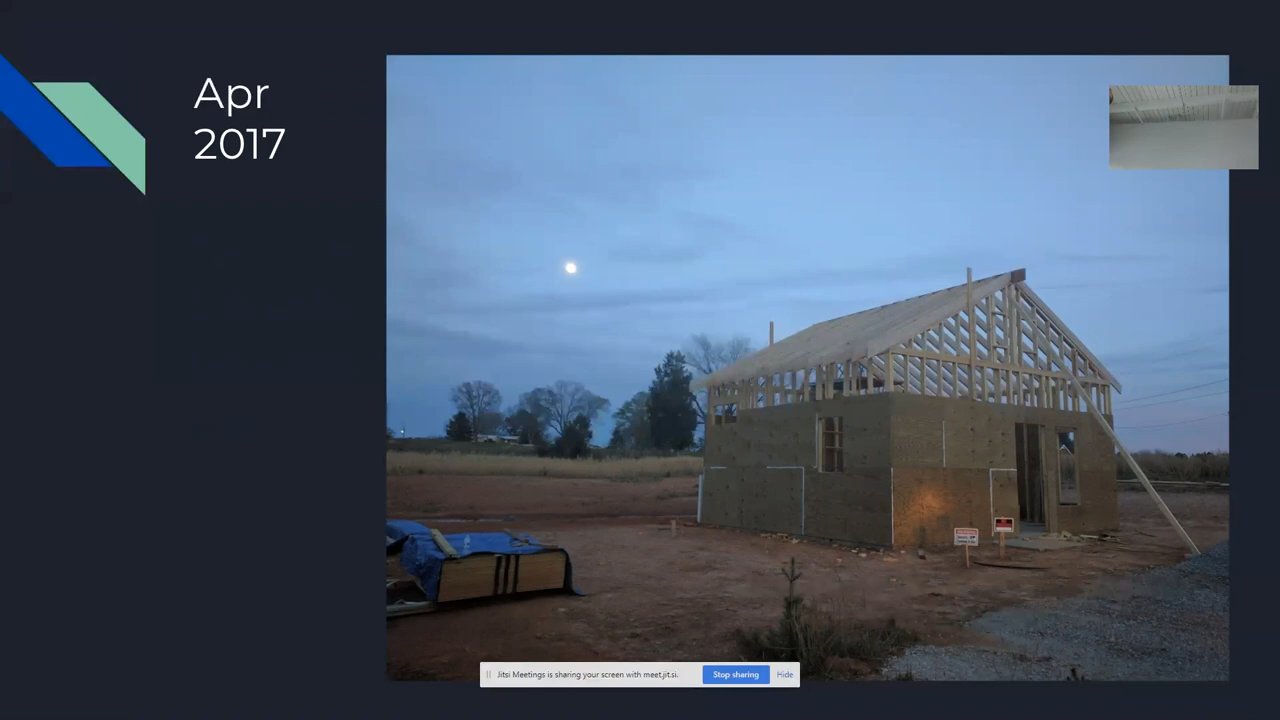 Apr
2017
Jitsi Meetings is sharing your screen with meet.jit.si.
Stop sharing
Hide